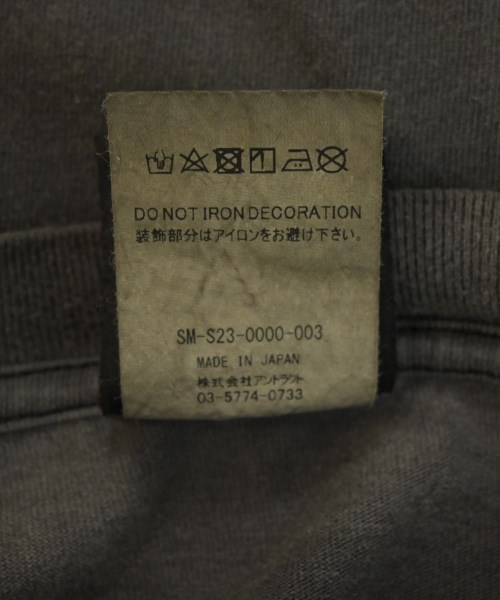 DO NOT IRON DECORATION
装飾部分はアイロンをお避け下さい。
SM-S23-0000-003
MADE IN JAPAN
株式会社アントラクト
03-5774-0733